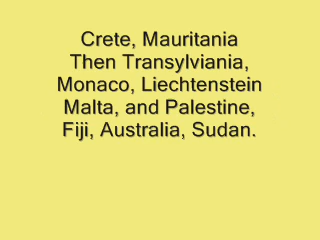 Crete, Mauritania
Then Transylviania,
Monaco, Liechtenstein
Malta, and Palestine,
Fiji, Australia, Sudan.